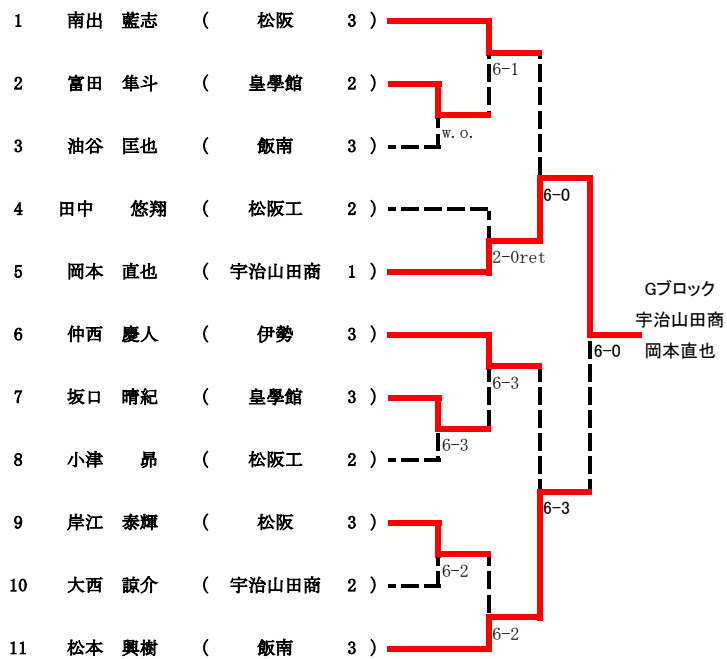 1 南出 藍志 ( 松阪 3 )
6-1
2 富田 隼斗 ( 皇學館 2 )
w.o.
3 油谷 匡也 ( 飯南 3 )
6-0
4 田中 悠翔 ( 松阪工 2 )
2-0ret
5 岡本 直也 ( 宇治山田商 1 )
Gブロック
宇治山田商
岡本直也
6-0
6 仲西 慶人 ( 伊勢 3 )
6-3
7 坂口 晴紀 ( 皇學館 3 )
6-3
8 小津 昴 ( 松阪工 2 )
6-3
9 岸江 泰輝 ( 松阪 3 )
6-2
10 大西 諒介 ( 宇治山田商 2 )
6-2
11 松本 興樹 ( 飯南 3 )